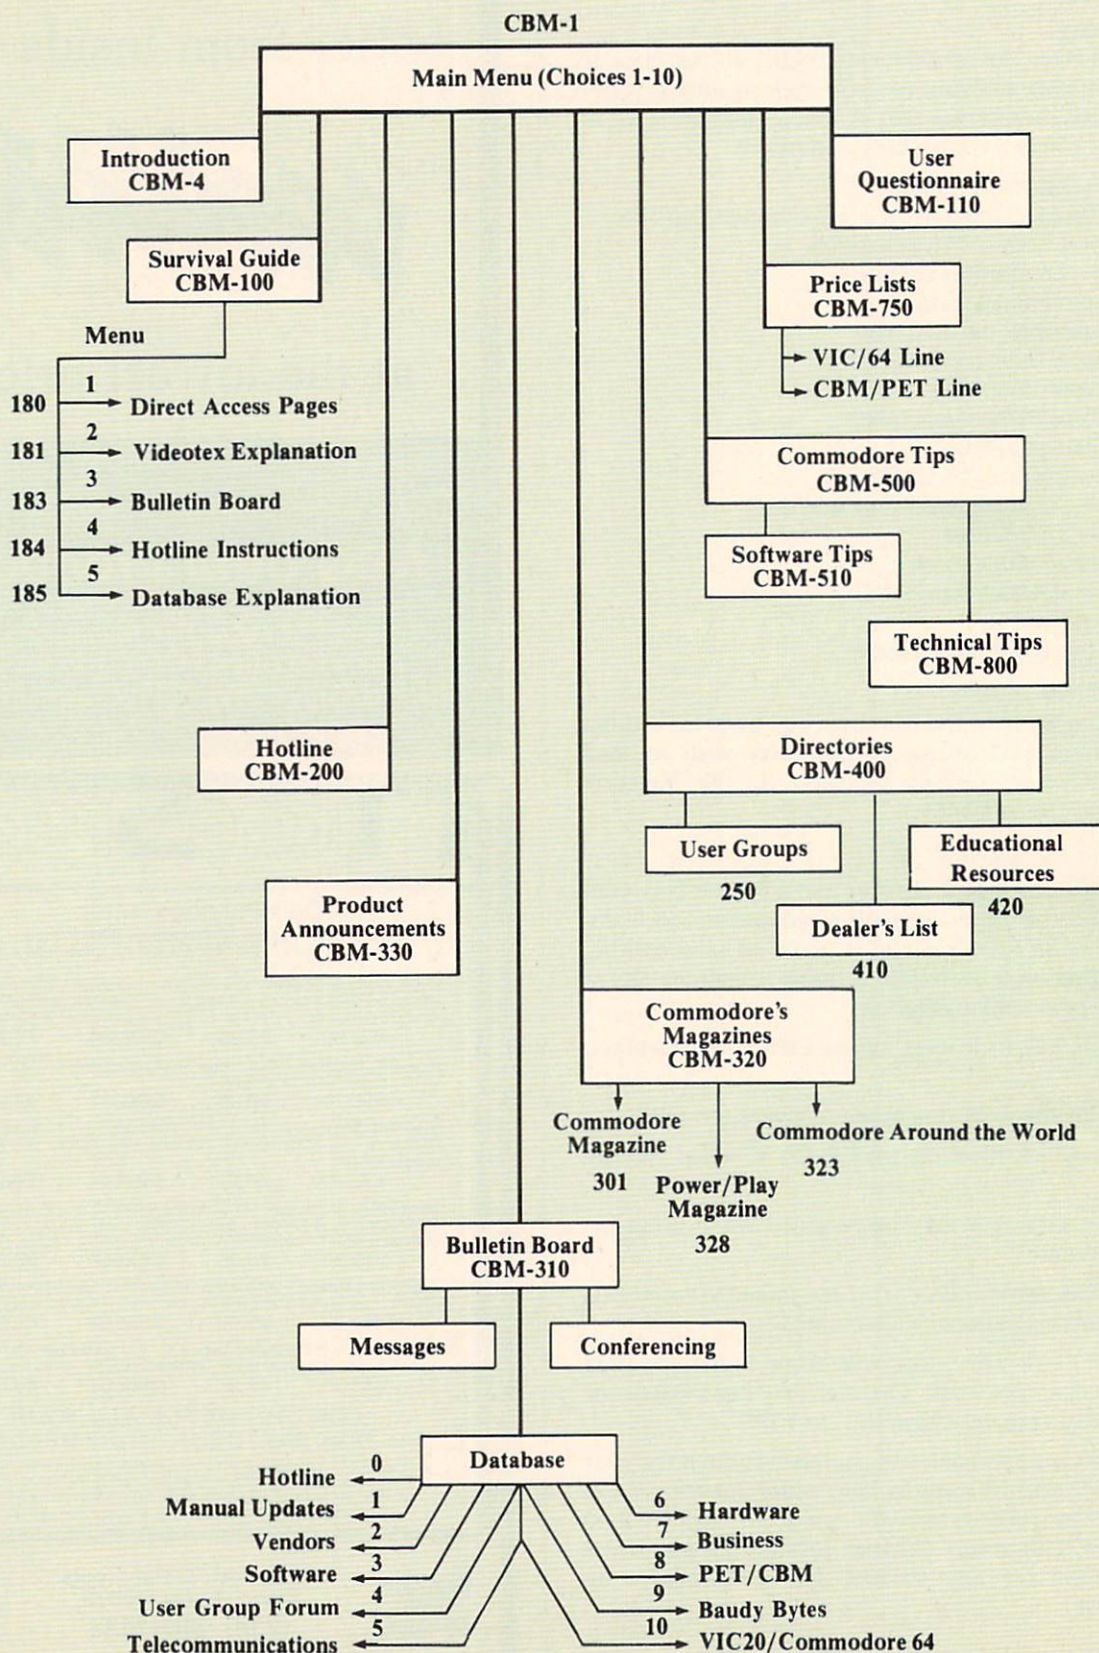 CBM-1
Main Menu (Choices 1-10)
Introduction
CBM-4
User
Questionnaire
CBM-110
Survival Guide
CBM-100
Price Lists
CBM-750
VIC/64 Line
CBM/PET Line
Menu
180 1 Direct Access Pages
181 2 Videotex Explanation
183 3 Bulletin Board
184 4 Hotline Instructions
185 5 Database Explanation
Commodore Tips
CBM-500
Software Tips
CBM-510
Technical Tips
CBM-800
Hotline
CBM-200
Directories
CBM-400
User Groups
250
Dealer's List
410
Educational
Resources
420
Product
Announcements
CBM-330
Commodore's
Magazines
CBM-320
Commodore
Magazine
301
Power/Play
Magazine
328
Commodore Around the World
323
Bulletin Board
CBM-310
Messages
Conferencing
Database
Hotline 0
Manual Updates 1
Vendors 2
Software 3
User Group Forum 4
Telecommunications 5
6 Hardware
7 Business
8 PET/CBM
9 Baudy Bytes
10 VIC20/Commodore 64